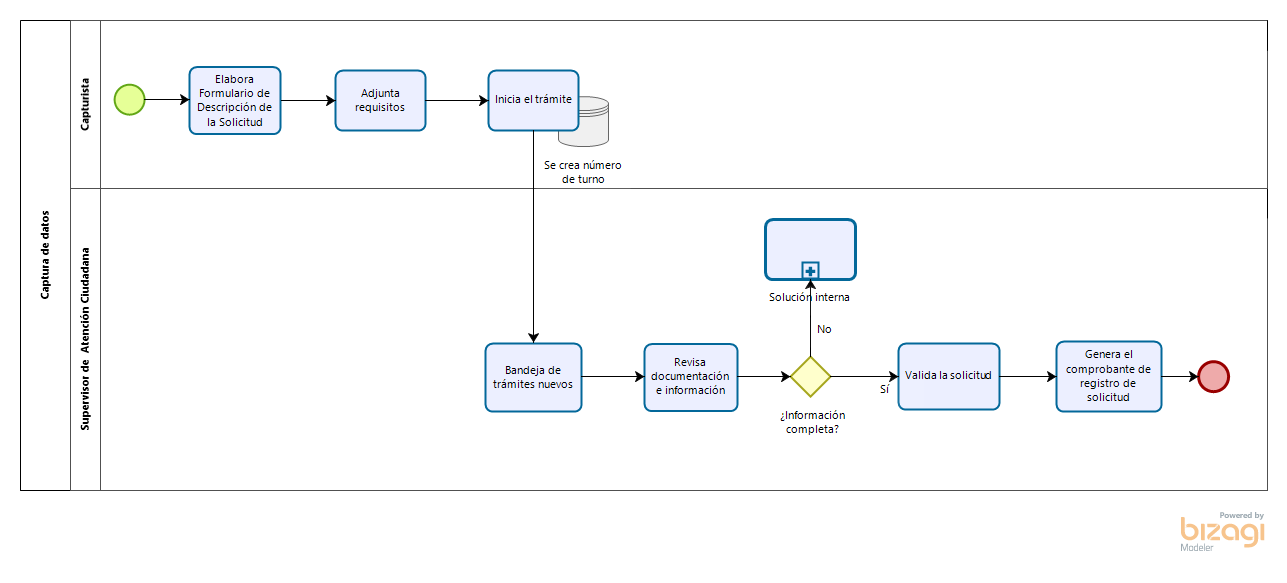 Captura de datos
Capturista
Elabora
Formulario de
Descripción de
la Solicitud
Adjunta
requisitos
Inicia el trámite
Se crea número
de turno
Supervisor de Atención Ciudadana
Solución interna
No
Bandeja de
trámites nuevos
Revisa
documentación
e información
¿Información
completa?
Sí
Valida la solicitud
Genera el
comprobante de
registro de
solicitud
Powered by
bizagi
Modeler